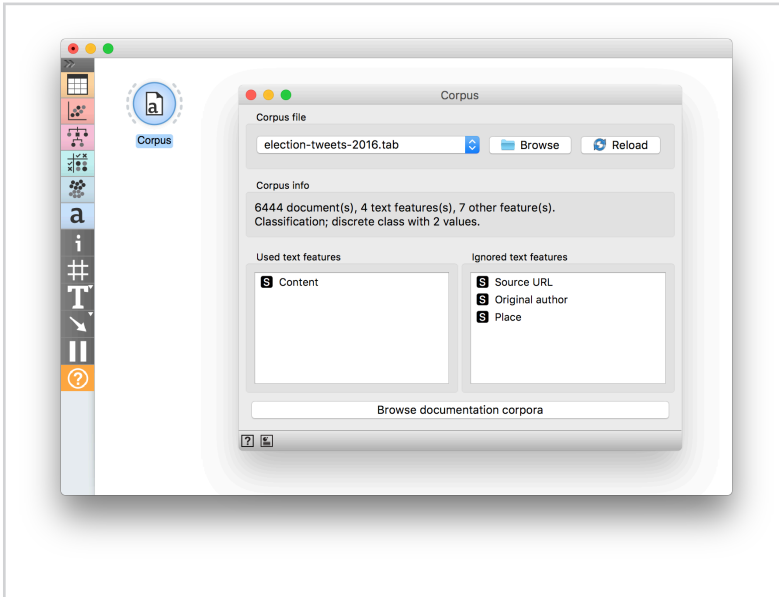 Corpus
Corpus
Corpus file
election-tweets-2016.tab
Browse
Reload
Corpus info
6444 document(s), 4 text features(s), 7 other feature(s).
Classification; discrete class with 2 values.
Used text features
Ignored text features
S Content
S Source URL
S Original author
S Place
Browse documentation corpora
a
a
i
T
?
?